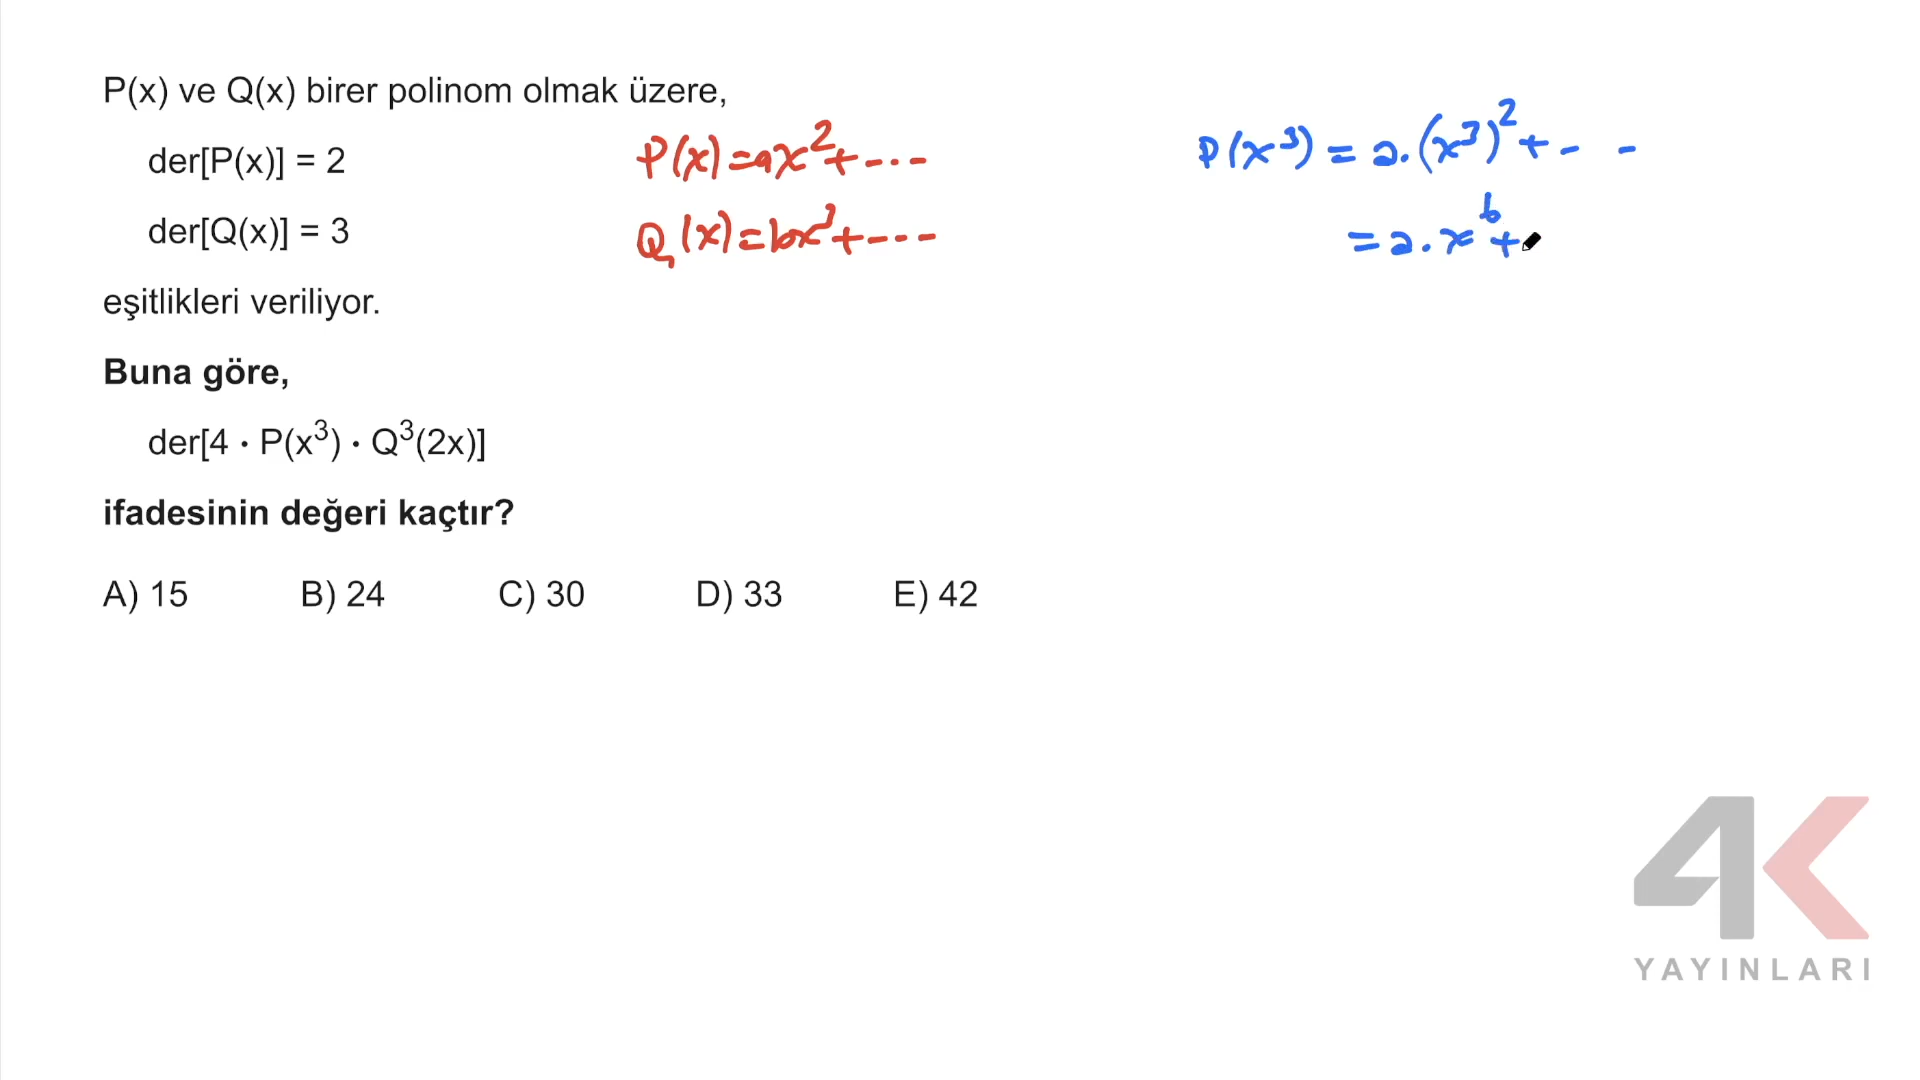 P(x) ve Q(x) birer polinom olmak üzere,
der[P(x)] = 2
der[Q(x)] = 3
eşitlikleri veriliyor.
Buna göre,
der[4 · P(x³) · Q³(2x)]
ifadesinin değeri kaçtır?
A) 15 B) 24 C) 30 D) 33 E) 42
P(x)=ax²+---
Q(x)=bx³+---
P(x³) = a.(x³)²+- -
= a.x⁶+
4K
YAYINLARI